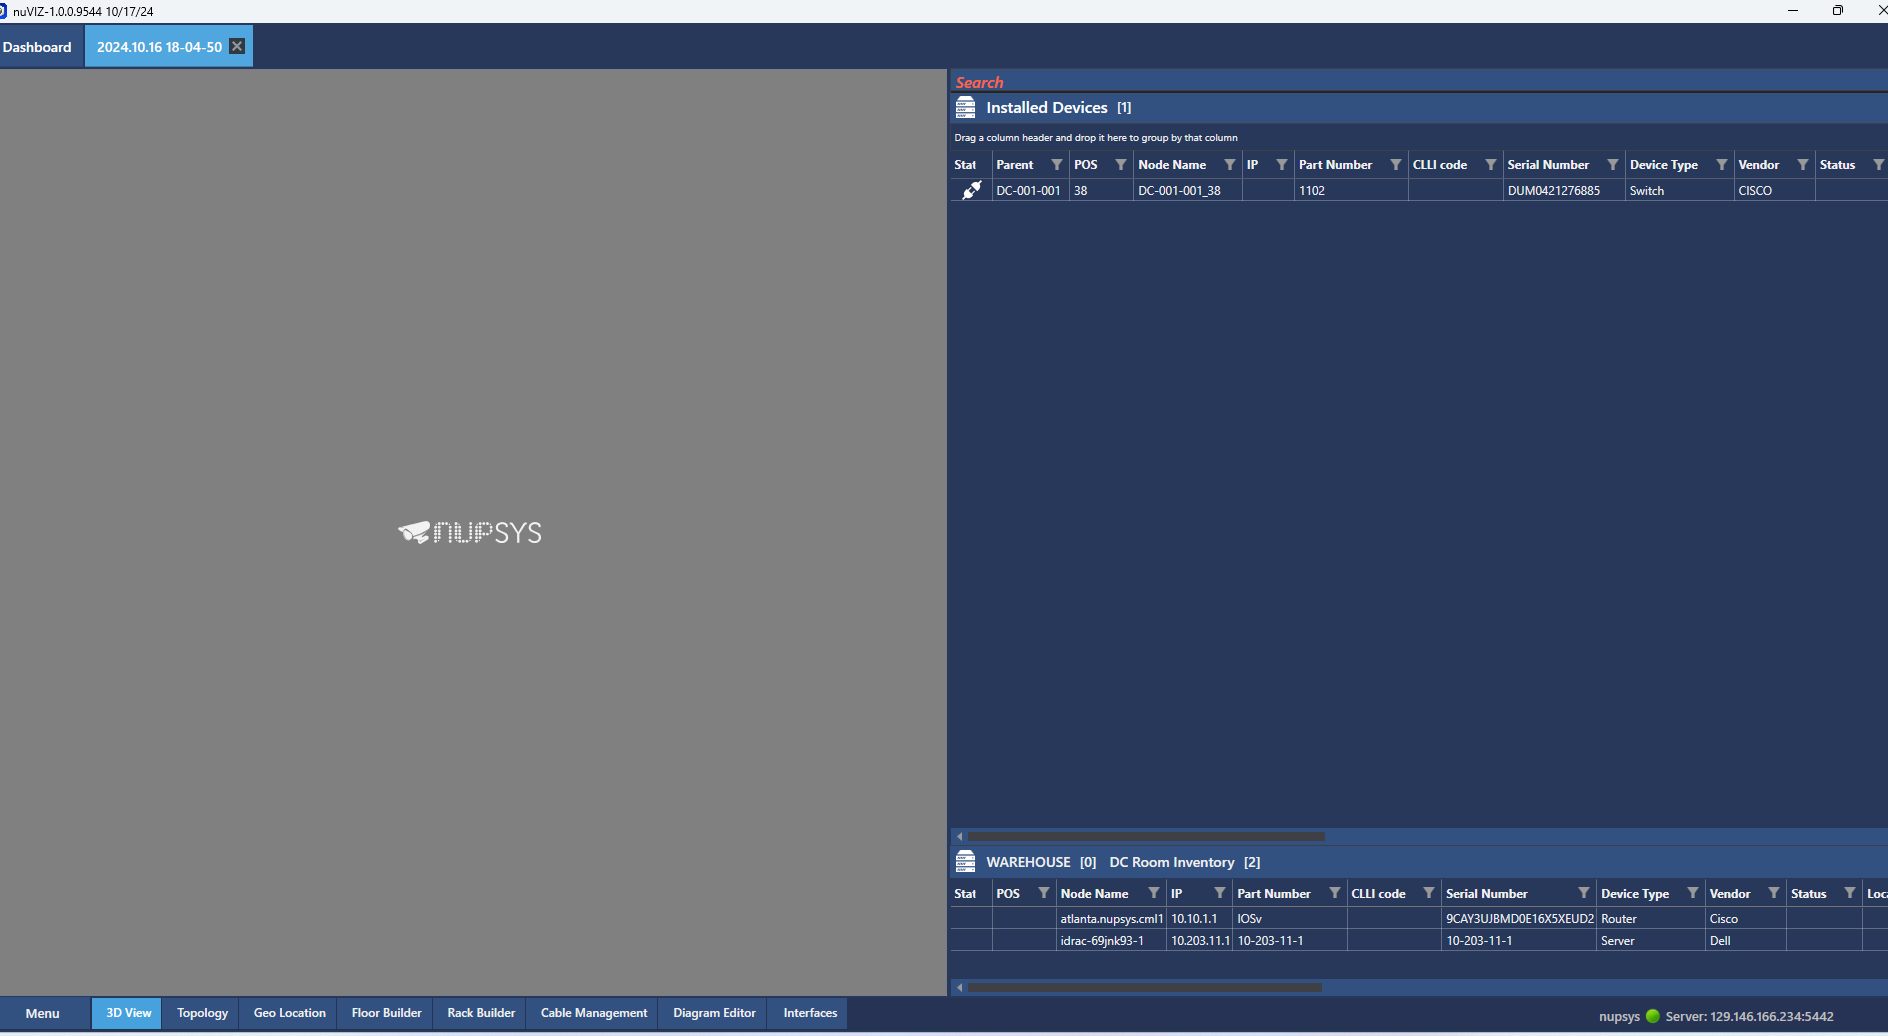 nuVIZ-1.0.0.9544 10/17/24
Dashboard 2024.10.16 18-04-50
Search
Installed Devices [1]
Drag a column header and drop it here to group by that column
Stat Parent POS Node Name IP Part Number CLLI code Serial Number Device Type Vendor Status
DC-001-001 38 DC-001-001_38 1102 DUM0421276885 Switch CISCO
nupsys
WAREHOUSE [0] DC Room Inventory [2]
Stat POS Node Name IP Part Number CLLI code Serial Number Device Type Vendor Status Loca
atlanta.nupsys.cml1 10.10.1.1 IOSv 9CAY3UJBMD0E16X5XEUD2 Router Cisco
idrac-69jnk93-1 10.203.11.1 10-203-11-1 10-203-11-1 Server Dell
Menu 3D View Topology Geo Location Floor Builder Rack Builder Cable Management Diagram Editor Interfaces nupsys Server: 129.146.166.234:5442